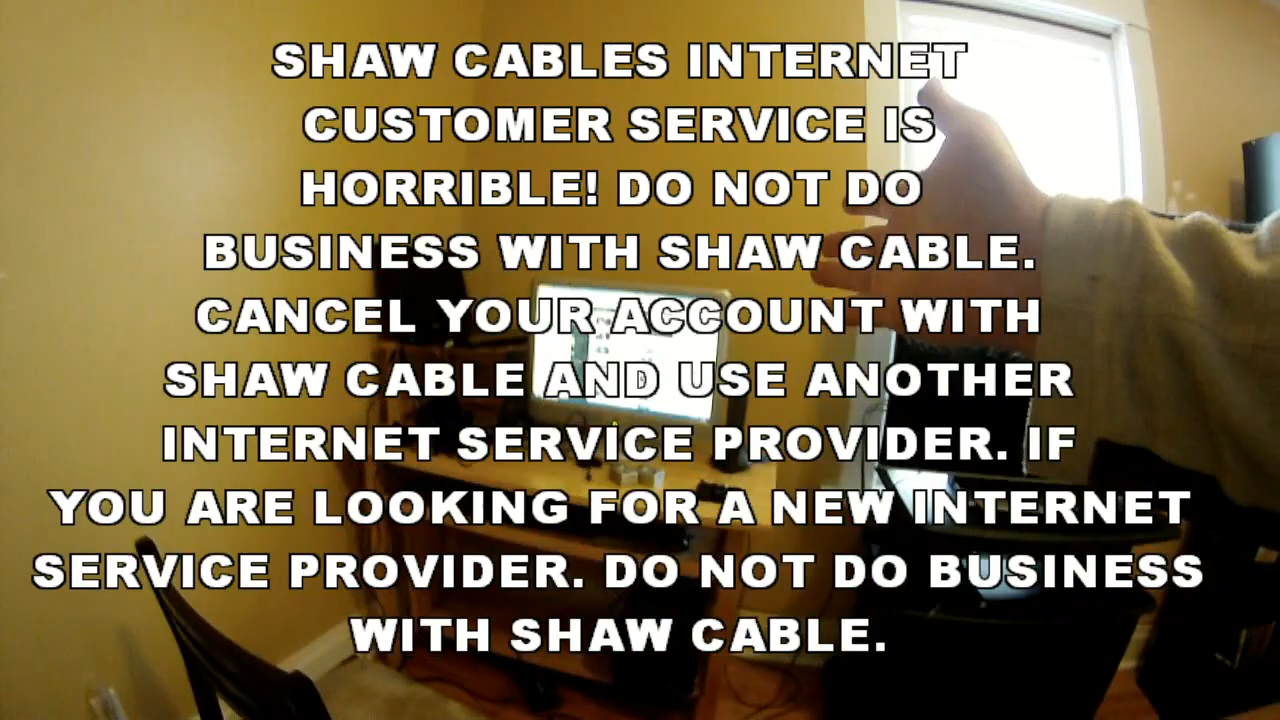 SHAW CABLES INTERNET
CUSTOMER SERVICE IS
HORRIBLE! DO NOT DO
BUSINESS WITH SHAW CABLE.
CANCEL YOUR ACCOUNT WITH
SHAW CABLE AND USE ANOTHER
INTERNET SERVICE PROVIDER. IF
YOU ARE LOOKING FOR A NEW INTERNET
SERVICE PROVIDER. DO NOT DO BUSINESS
WITH SHAW CABLE.